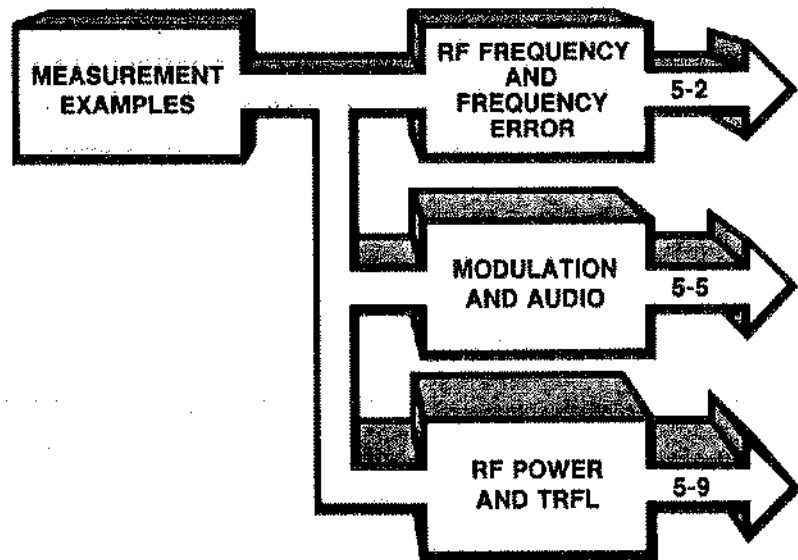 MEASUREMENT
EXAMPLES
RF FREQUENCY
AND
FREQUENCY
ERROR
5-2
MODULATION
AND AUDIO
5-5
RF POWER
AND TRFL
5-9